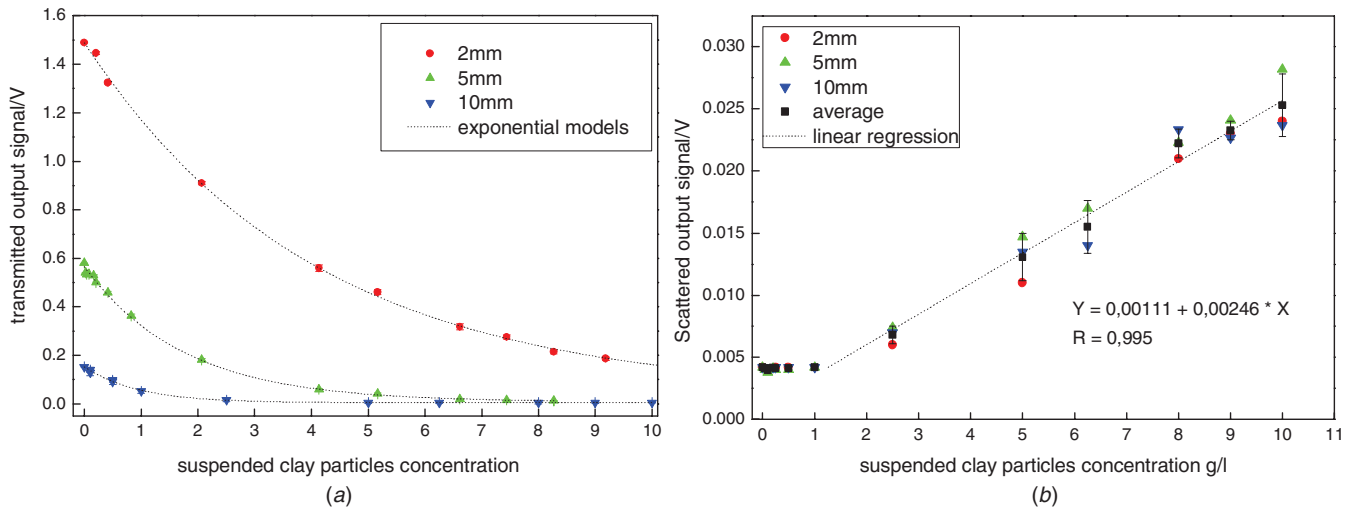 1.6
1.4
1.2
1.0
0.8
0.6
0.4
0.2
0.0
transmitted output signal/V
2mm
5mm
10mm
exponential models
0 1 2 3 4 5 6 7 8 9 10
suspended clay particles concentration
(a)
0.030
0.025
0.020
0.015
0.010
0.005
0.000
Scattered output signal/V
2mm
5mm
10mm
average
linear regression
Y = 0,00111 + 0,00246 * X
R = 0,995
0 1 2 3 4 5 6 7 8 9 10 11
suspended clay particles concentration g/l
(b)